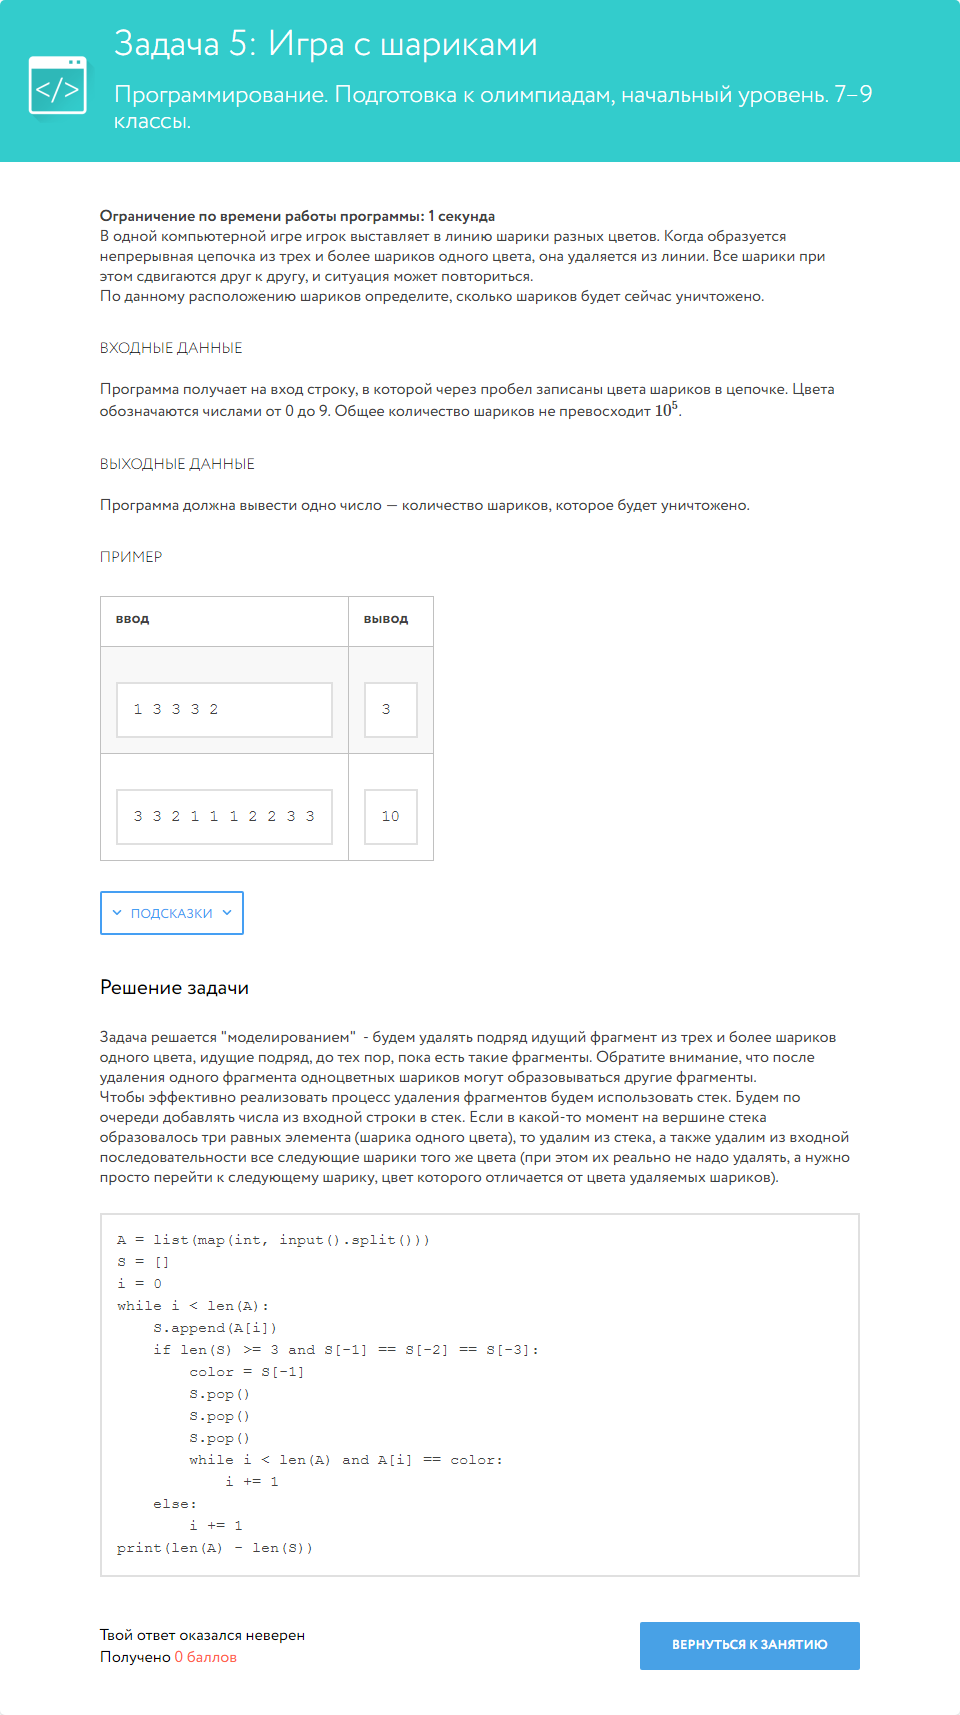 Задача 5: Игра с шариками
</>
Программирование. Подготовка к олимпиадам, начальный уровень. 7–9
классы.
Ограничение по времени работы программы: 1 секунда
В одной компьютерной игре игрок выставляет в линию шарики разных цветов. Когда образуется
непрерывная цепочка из трех и более шариков одного цвета, она удаляется из линии. Все шарики при
этом сдвигаются друг к другу, и ситуация может повториться.
По данному расположению шариков определите, сколько шариков будет сейчас уничтожено.
ВХОДНЫЕ ДАННЫЕ
Программа получает на вход строку, в которой через пробел записаны цвета шариков в цепочке. Цвета
обозначаются числами от 0 до 9. Общее количество шариков не превосходит 10⁵.
ВЫХОДНЫЕ ДАННЫЕ
Программа должна вывести одно число — количество шариков, которое будет уничтожено.
ПРИМЕР
ввод вывод
1 3 3 3 2 3
3 3 2 1 1 1 2 2 3 3 10
ПОДСКАЗКИ
Решение задачи
Задача решается "моделированием" - будем удалять подряд идущий фрагмент из трех и более шариков
одного цвета, идущие подряд, до тех пор, пока есть такие фрагменты. Обратите внимание, что после
удаления одного фрагмента одноцветных шариков могут образовываться другие фрагменты.
Чтобы эффективно реализовать процесс удаления фрагментов будем использовать стек. Будем по
очереди добавлять числа из входной строки в стек. Если в какой-то момент на вершине стека
образовалось три равных элемента (шарика одного цвета), то удалим из стека, а также удалим из входной
последовательности все следующие шарики того же цвета (при этом их реально не надо удалять, а нужно
просто перейти к следующему шарику, цвет которого отличается от цвета удаляемых шариков).
A = list(map(int, input().split()))
S = []
i = 0
while i < len(A):
    S.append(A[i])
    if len(S) >= 3 and S[-1] == S[-2] == S[-3]:
        color = S[-1]
        S.pop()
        S.pop()
        S.pop()
        while i < len(A) and A[i] == color:
            i += 1
    else:
        i += 1
print(len(A) - len(S))
Твой ответ оказался неверен
Получено 0 баллов
ВЕРНУТЬСЯ К ЗАНЯТИЮ